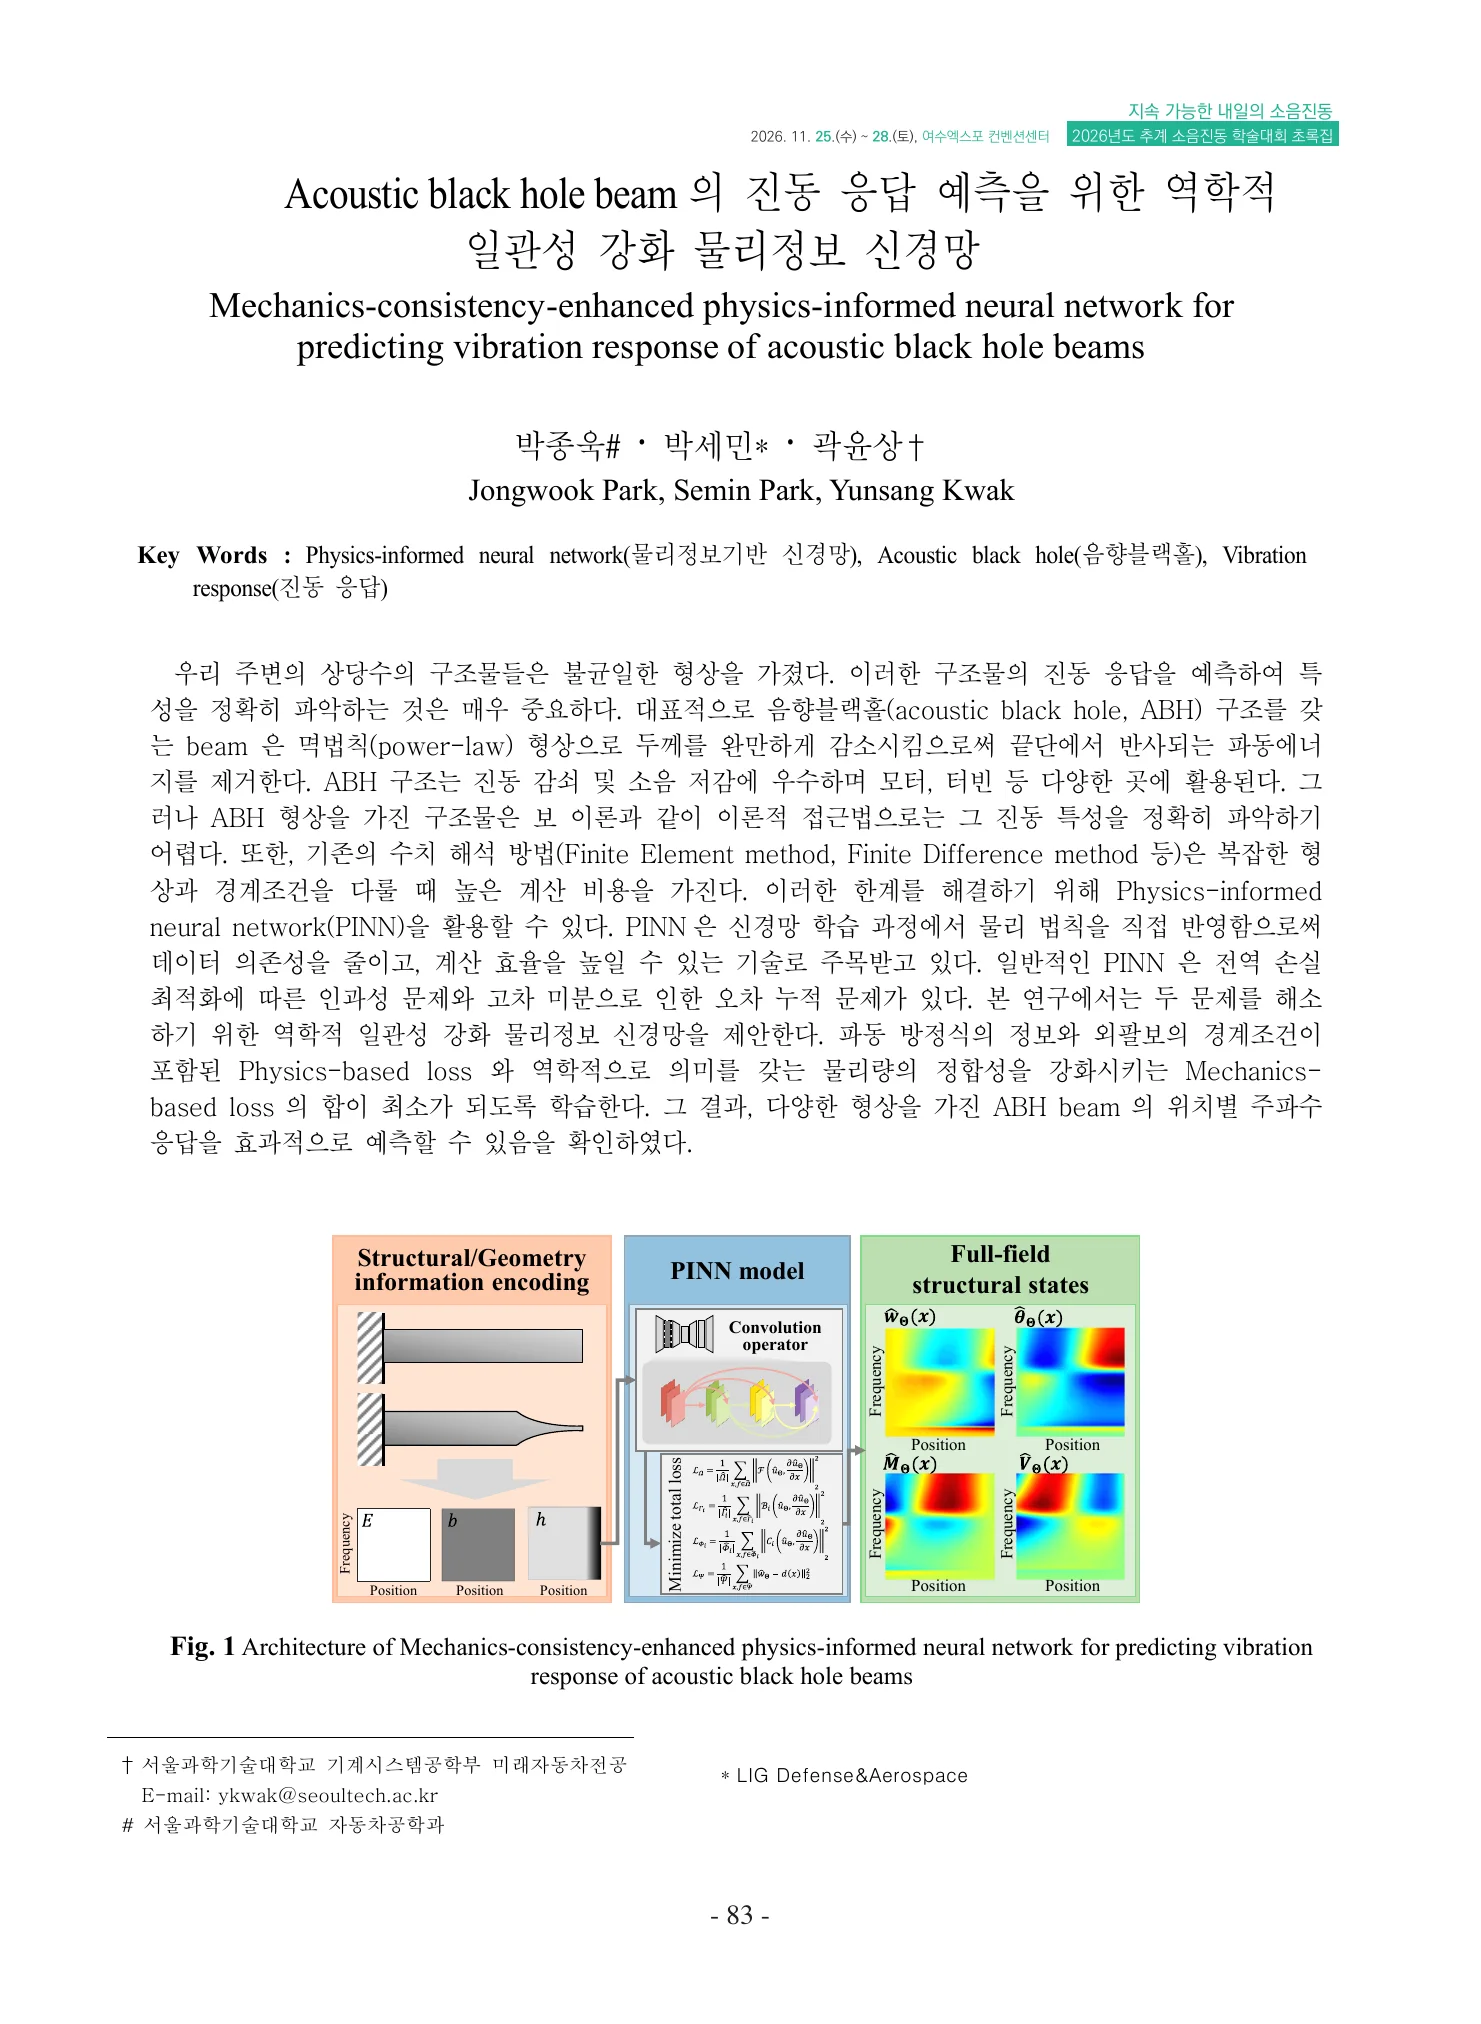 지속 가능한 내일의 소음진동
2026. 11. 25.(수) ~ 28.(토), 여수엑스포 컨벤션센터 2026년도 추계 소음진동 학술대회 초록집
Acoustic black hole beam 의 진동 응답 예측을 위한 역학적
일관성 강화 물리정보 신경망
Mechanics-consistency-enhanced physics-informed neural network for
predicting vibration response of acoustic black hole beams
박종욱# · 박세민* · 곽윤상†
Jongwook Park, Semin Park, Yunsang Kwak
Key Words : Physics-informed neural network(물리정보기반 신경망), Acoustic black hole(음향블랙홀), Vibration
response(진동 응답)
우리 주변의 상당수의 구조물들은 불균일한 형상을 가졌다. 이러한 구조물의 진동 응답을 예측하여 특
성을 정확히 파악하는 것은 매우 중요하다. 대표적으로 음향블랙홀(acoustic black hole, ABH) 구조를 갖
는 beam 은 멱법칙(power-law) 형상으로 두께를 완만하게 감소시킴으로써 끝단에서 반사되는 파동에너
지를 제거한다. ABH 구조는 진동 감쇠 및 소음 저감에 우수하며 모터, 터빈 등 다양한 곳에 활용된다. 그
러나 ABH 형상을 가진 구조물은 보 이론과 같이 이론적 접근법으로는 그 진동 특성을 정확히 파악하기
어렵다. 또한, 기존의 수치 해석 방법(Finite Element method, Finite Difference method 등)은 복잡한 형
상과 경계조건을 다룰 때 높은 계산 비용을 가진다. 이러한 한계를 해결하기 위해 Physics-informed
neural network(PINN)을 활용할 수 있다. PINN 은 신경망 학습 과정에서 물리 법칙을 직접 반영함으로써
데이터 의존성을 줄이고, 계산 효율을 높일 수 있는 기술로 주목받고 있다. 일반적인 PINN 은 전역 손실
최적화에 따른 인과성 문제와 고차 미분으로 인한 오차 누적 문제가 있다. 본 연구에서는 두 문제를 해소
하기 위한 역학적 일관성 강화 물리정보 신경망을 제안한다. 파동 방정식의 정보와 외팔보의 경계조건이
포함된 Physics-based loss 와 역학적으로 의미를 갖는 물리량의 정합성을 강화시키는 Mechanics-
based loss 의 합이 최소가 되도록 학습한다. 그 결과, 다양한 형상을 가진 ABH beam 의 위치별 주파수
응답을 효과적으로 예측할 수 있음을 확인하였다.
Structural/Geometry
information encoding
Frequency
E
b
h
Position
Position
Position
PINN model
Convolution
operator
Minimize total loss
Full-field
structural states
ŵ_Θ(x)
θ̂_Θ(x)
Frequency
Frequency
Position
Position
M̂_Θ(x)
V̂_Θ(x)
Frequency
Frequency
Position
Position
Fig. 1 Architecture of Mechanics-consistency-enhanced physics-informed neural network for predicting vibration
response of acoustic black hole beams
† 서울과학기술대학교 기계시스템공학부 미래자동차전공
E-mail: ykwak@seoultech.ac.kr
# 서울과학기술대학교 자동차공학과
* LIG Defense&Aerospace
- 83 -